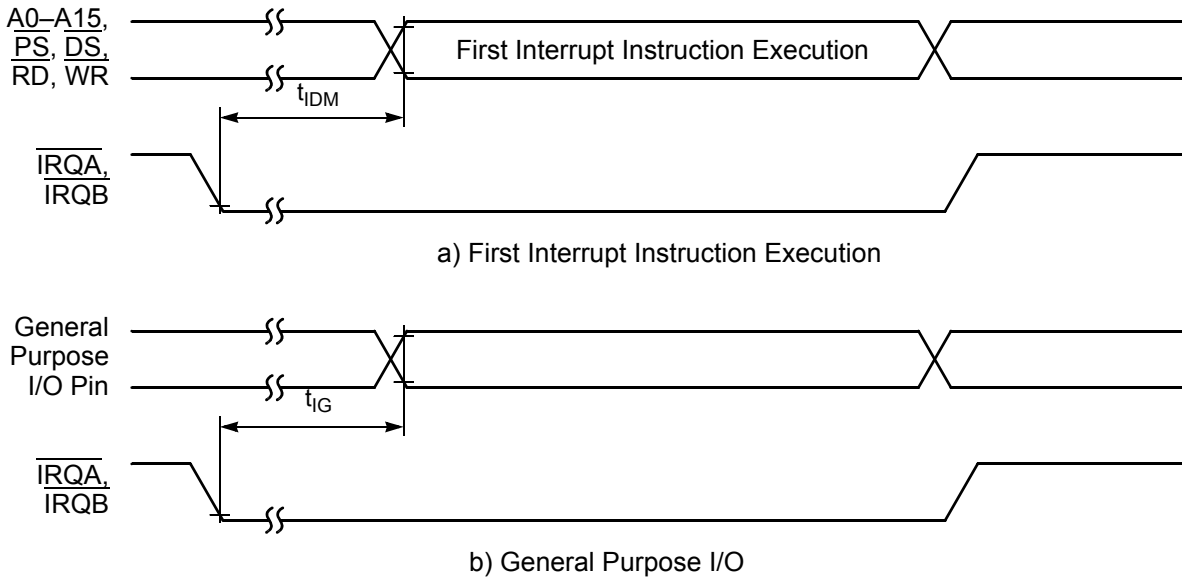 A0–A15,
PS, DS,
RD, WR
First Interrupt Instruction Execution
tIDM
IRQA,
IRQB
a) First Interrupt Instruction Execution
General
Purpose
I/O Pin
tIG
IRQA,
IRQB
b) General Purpose I/O